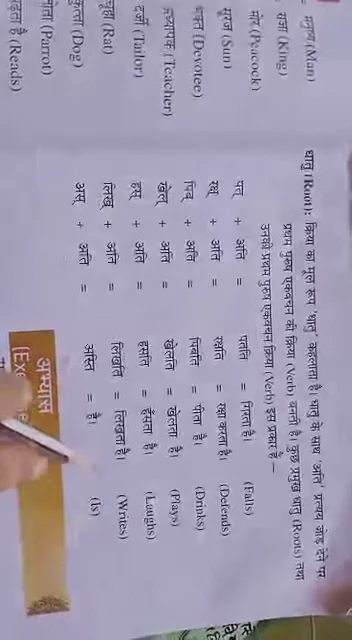 मनुष्य (Man)
राजा (King)
मोर (Peacock)
सूरज (Sun)
भक्त (Devotee)
अध्यापक (Teacher)
दर्जी (Tailor)
चूहा (Rat)
कुत्ता (Dog)
तोता (Parrot)
पढ़ता है (Reads)
धातु (Root): क्रिया का मूल रूप 'धातु' कहलाता है। धातु के साथ 'अति' प्रत्यय जोड़ देने पर
प्रथम पुरुष एकवचन की क्रिया (Verb) बनती है। कुछ प्रमुख धातु (Roots) तथा
उनकी प्रथम पुरुष एकवचन क्रिया (Verb) इस प्रकार है—
पत् + अति = पतति = गिरता है। (Falls)
रक्ष् + अति = रक्षति = रक्षा करता है। (Defends)
पिब् + अति = पिबति = पीता है। (Drinks)
खेल् + अति = खेलति = खेलता है। (Plays)
हस् + अति = हसति = हँसता है। (Laughs)
लिख् + अति = लिखति = लिखता है। (Writes)
अस् + अति = अस्ति = है। (Is)
अभ्यास